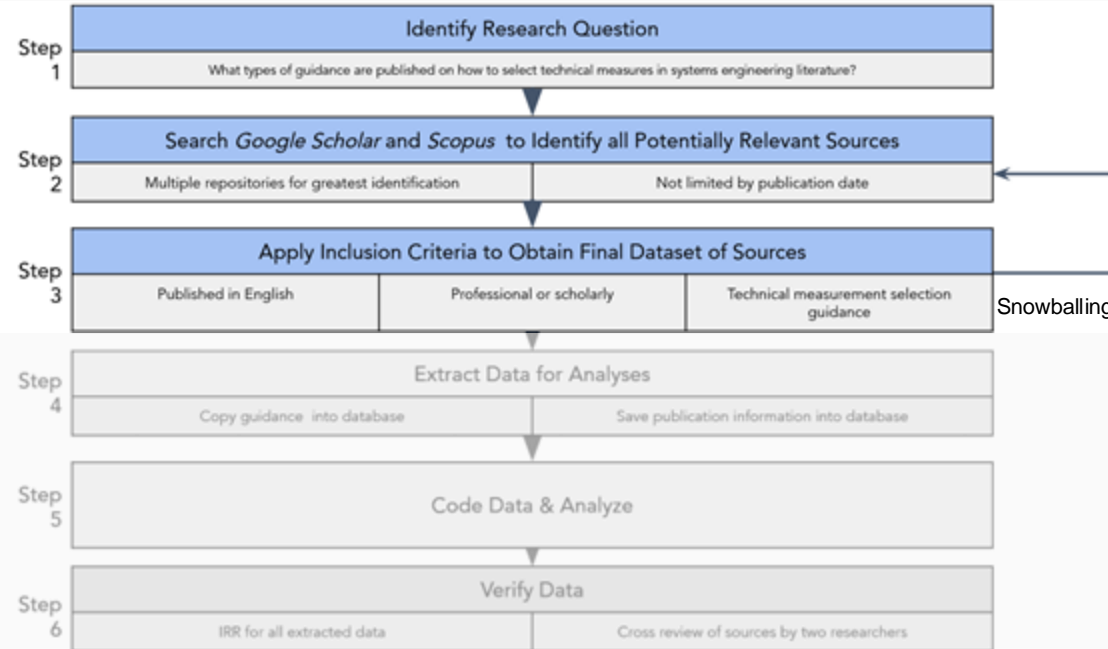 Identify Research Question
Step
1
What types of guidance are published on how to select technical measures in systems engineering literature?
Search Google Scholar and Scopus to Identify all Potentially Relevant Sources
Step
2
Multiple repositories for greatest identification
Not limited by publication date
Apply Inclusion Criteria to Obtain Final Dataset of Sources
Step
3
Published in English
Professional or scholarly
Technical measurement selection
guidance
Snowballing
Extract Data for Analyses
Step
4
Copy guidance into database
Save publication information into database
Step
5
Code Data & Analyze
Verify Data
Step
6
IRR for all extracted data
Cross review of sources by two researchers